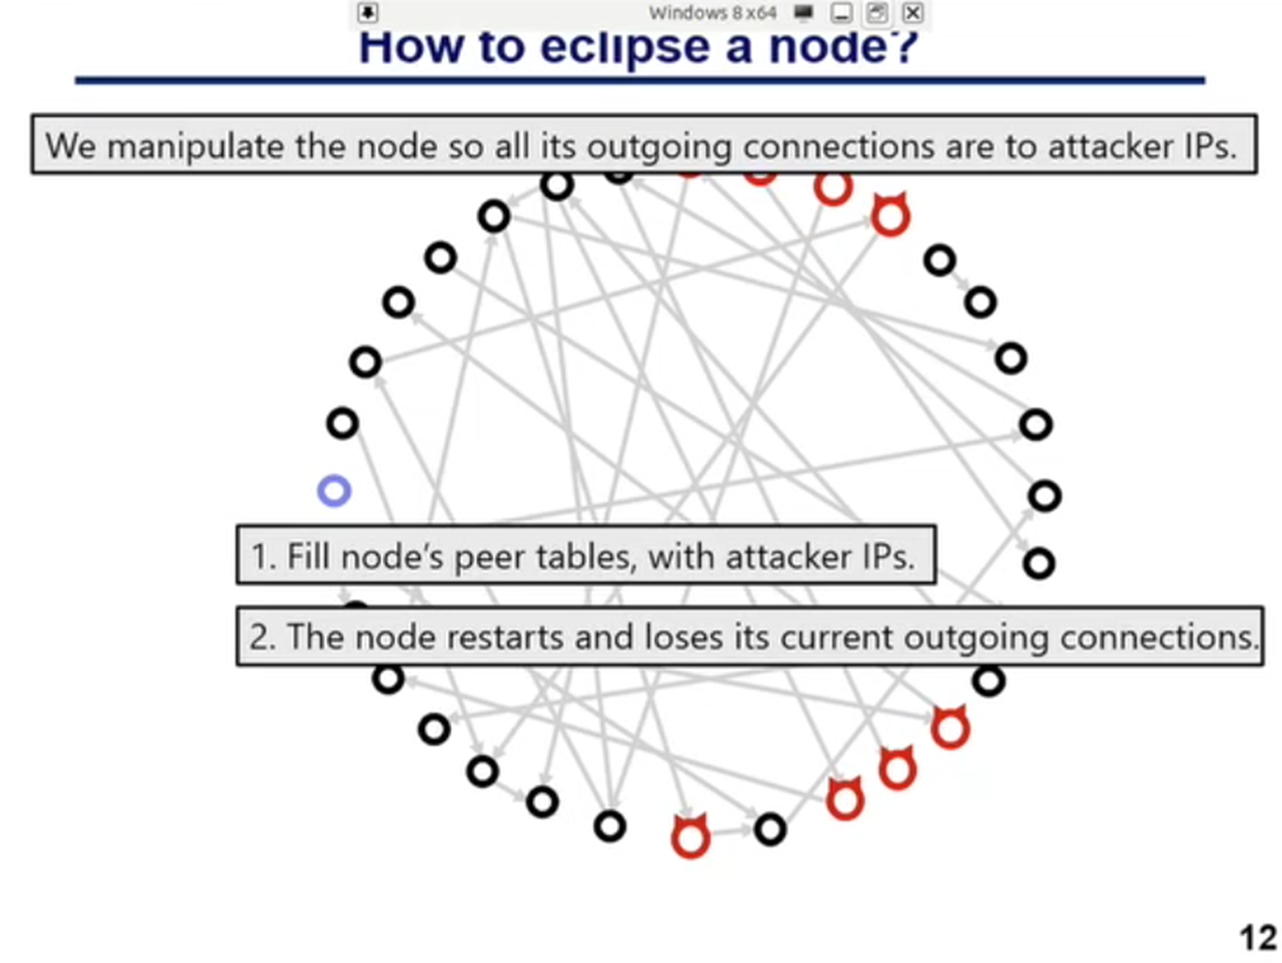 Windows 8 x64
How to eclipse a node?
We manipulate the node so all its outgoing connections are to attacker IPs.
1. Fill node's peer tables, with attacker IPs.
2. The node restarts and loses its current outgoing connections.
12